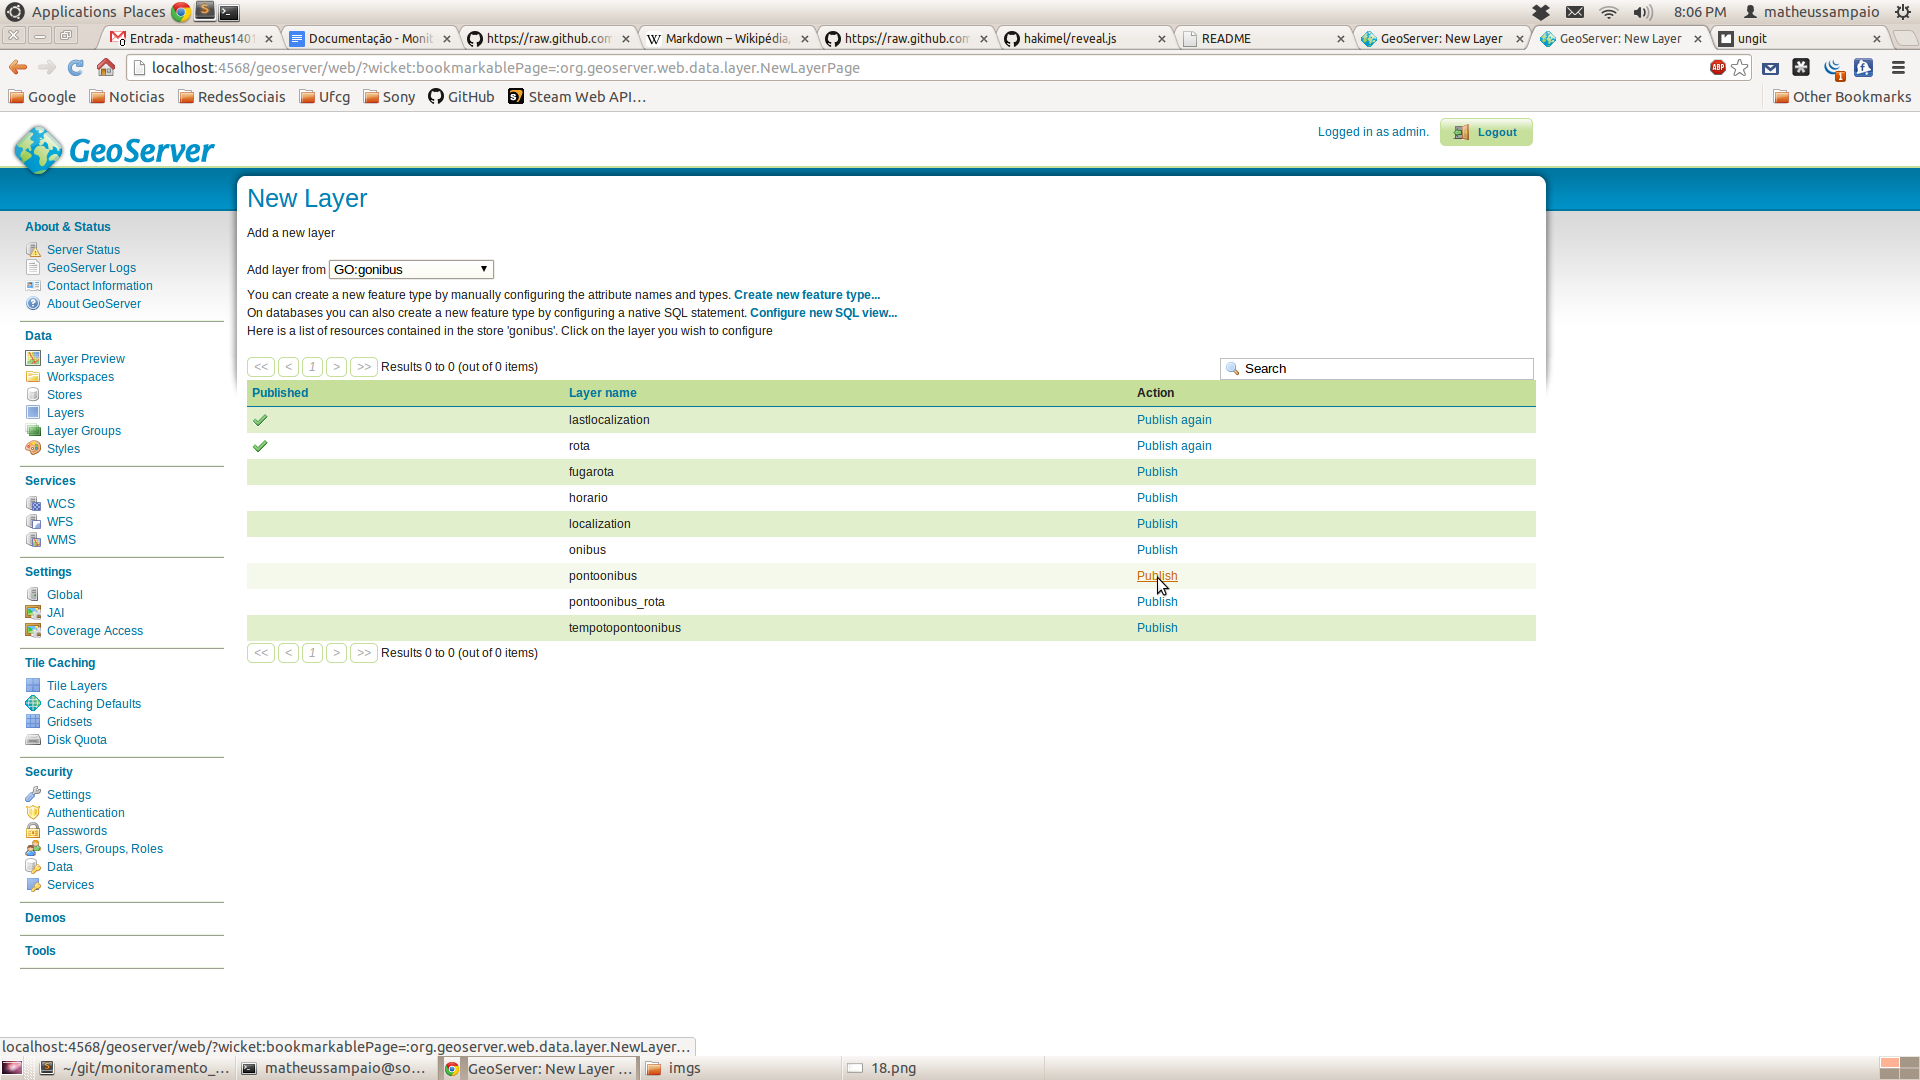 Applications Places 8:06 PM matheussampaio
Entrada - matheus1401 Documentação - Monit https://raw.github.com Markdown – Wikipédia, https://raw.github.com hakimel/reveal.js README GeoServer: New Layer GeoServer: New Layer ungit
localhost:4568/geoserver/web/?wicket:bookmarkablePage=:org.geoserver.web.data.layer.NewLayerPage ABP 1
Google Noticias RedesSociais Ufcg Sony GitHub Steam Web API... Other Bookmarks
GeoServer
Logged in as admin. Logout
New Layer
Add a new layer
Add layer from GO:gonibus
You can create a new feature type by manually configuring the attribute names and types. Create new feature type...
On databases you can also create a new feature type by configuring a native SQL statement. Configure new SQL view...
Here is a list of resources contained in the store 'gonibus'. Click on the layer you wish to configure
<< < 1 > >> Results 0 to 0 (out of 0 items) Search
Published Layer name Action
lastlocalization Publish again
rota Publish again
fugarota Publish
horario Publish
localization Publish
onibus Publish
pontoonibus Publish
pontoonibus_rota Publish
tempotopontoonibus Publish
<< < 1 > >> Results 0 to 0 (out of 0 items)
About & Status
Server Status
GeoServer Logs
Contact Information
About GeoServer
Data
Layer Preview
Workspaces
Stores
Layers
Layer Groups
Styles
Services
WCS
WFS
WMS
Settings
Global
JAI
Coverage Access
Tile Caching
Tile Layers
Caching Defaults
Gridsets
Disk Quota
Security
Settings
Authentication
Passwords
Users, Groups, Roles
Data
Services
Demos
Tools
localhost:4568/geoserver/web/?wicket:bookmarkablePage=:org.geoserver.web.data.layer.NewLayer...
~/git/monitoramento_... matheussampaio@so... GeoServer: New Layer ... imgs 18.png